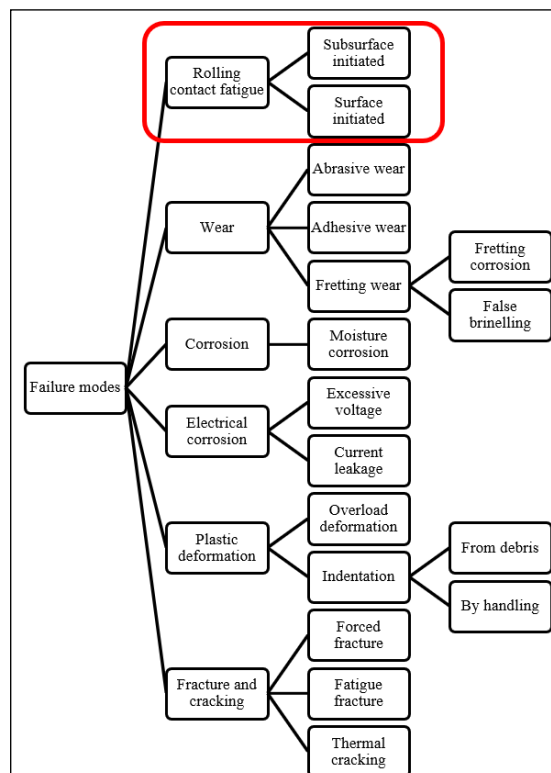 Subsurface
initiated
Rolling
contact fatigue
Surface
initiated
Abrasive wear
Wear
Adhesive wear
Fretting
corrosion
Fretting wear
False
brinelling
Corrosion
Moisture
corrosion
Failure modes
Excessive
voltage
Electrical
corrosion
Current
leakage
Overload
deformation
Plastic
deformation
From debris
Indentation
By handling
Forced
fracture
Fracture and
cracking
Fatigue
fracture
Thermal
cracking